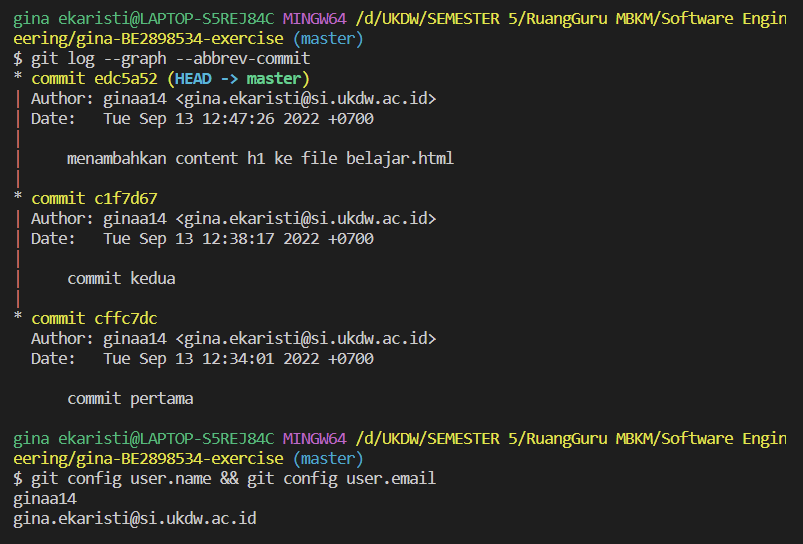 gina ekaristi@LAPTOP-S5REJ84C MINGW64 /d/UKDW/SEMESTER 5/RuangGuru MBKM/Software Engin
eering/gina-BE2898534-exercise (master)
$ git log --graph --abbrev-commit
* commit edc5a52 (HEAD -> master)
| Author: ginaa14 <gina.ekaristi@si.ukdw.ac.id>
| Date:   Tue Sep 13 12:47:26 2022 +0700
|
|     menambahkan content h1 ke file belajar.html
|
* commit c1f7d67
| Author: ginaa14 <gina.ekaristi@si.ukdw.ac.id>
| Date:   Tue Sep 13 12:38:17 2022 +0700
|
|     commit kedua
|
* commit cffc7dc
  Author: ginaa14 <gina.ekaristi@si.ukdw.ac.id>
  Date:   Tue Sep 13 12:34:01 2022 +0700

      commit pertama

gina ekaristi@LAPTOP-S5REJ84C MINGW64 /d/UKDW/SEMESTER 5/RuangGuru MBKM/Software Engin
eering/gina-BE2898534-exercise (master)
$ git config user.name && git config user.email
ginaa14
gina.ekaristi@si.ukdw.ac.id